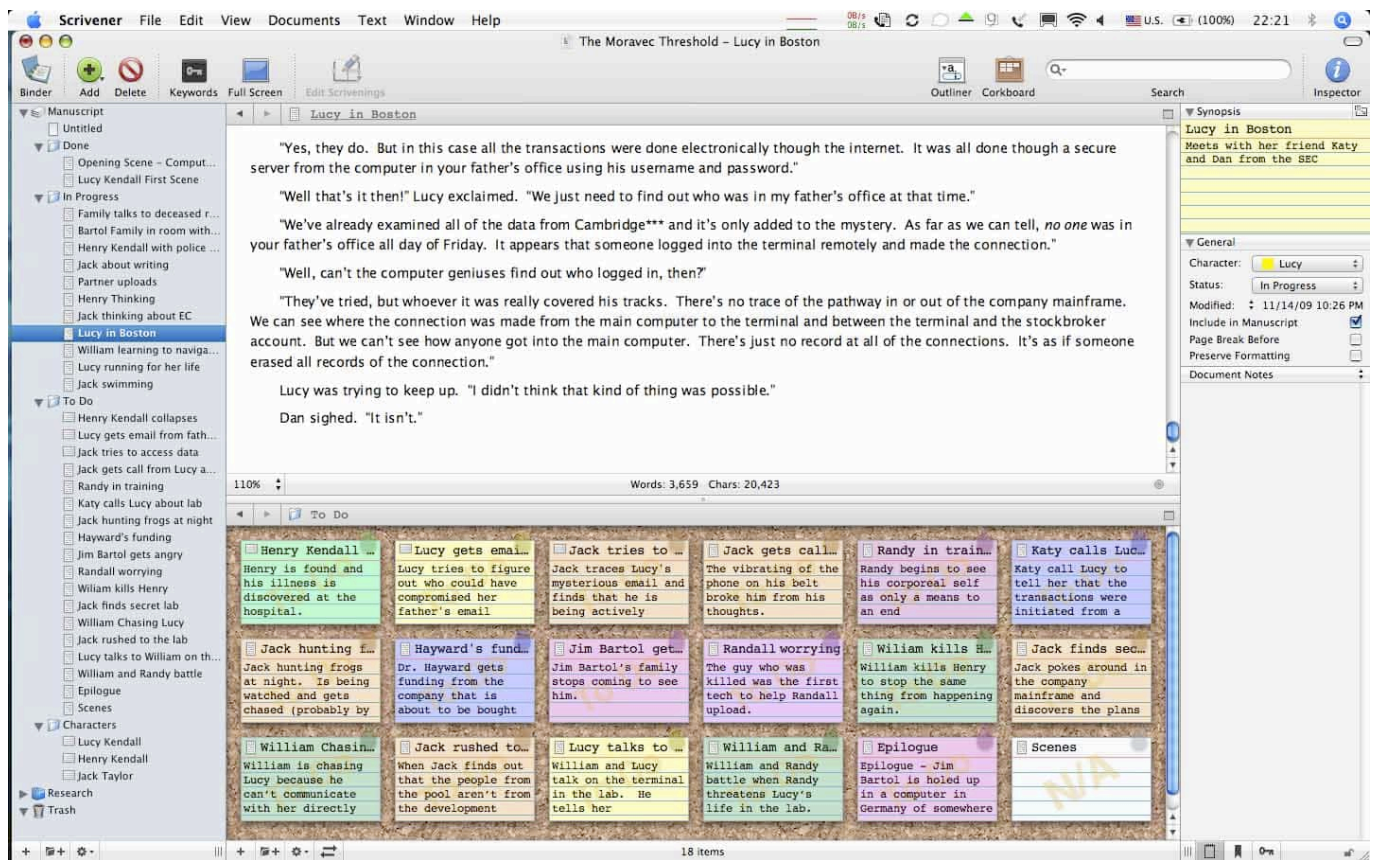 Scrivener File Edit View Documents Text Window Help
0B/s
0B/s
U.S. (100%) 22:21
The Moravec Threshold – Lucy in Boston
Binder Add Delete Keywords Full Screen Edit Scrivenings Outliner Corkboard Search Inspector
Manuscript
Untitled
Done
Opening Scene – Comput...
Lucy Kendall First Scene
In Progress
Family talks to deceased r...
Bartol Family in room with...
Henry Kendall with police ...
Jack about writing
Partner uploads
Henry Thinking
Jack thinking about EC
Lucy in Boston
William learning to naviga...
Lucy running for her life
Jack swimming
To Do
Henry Kendall collapses
Lucy gets email from fath...
Jack tries to access data
Jack gets call from Lucy a...
Randy in training
Katy calls Lucy about lab
Jack hunting frogs at night
Hayward's funding
Jim Bartol gets angry
Randall worrying
Wiliam kills Henry
Jack finds secret lab
William Chasing Lucy
Jack rushed to the lab
Lucy talks to William on th...
William and Randy battle
Epilogue
Scenes
Characters
Lucy Kendall
Henry Kendall
Jack Taylor
Research
Trash
Lucy in Boston
"Yes, they do. But in this case all the transactions were done electronically though the internet. It was all done though a secure
server from the computer in your father's office using his username and password."
"Well that's it then!" Lucy exclaimed. "We just need to find out who was in my father's office at that time."
"We've already examined all of the data from Cambridge*** and it's only added to the mystery. As far as we can tell, no one was in
your father's office all day of Friday. It appears that someone logged into the terminal remotely and made the connection."
"Well, can't the computer geniuses find out who logged in, then?"
"They've tried, but whoever it was really covered his tracks. There's no trace of the pathway in or out of the company mainframe.
We can see where the connection was made from the main computer to the terminal and between the terminal and the stockbroker
account. But we can't see how anyone got into the main computer. There's just no record at all of the connections. It's as if someone
erased all records of the connection."
Lucy was trying to keep up. "I didn't think that kind of thing was possible."
Dan sighed. "It isn't."
110% Words: 3,659 Chars: 20,423
To Do
Henry Kendall ...
Henry is found and
his illness is
discovered at the
hospital.
Lucy gets emai...
Lucy tries to figure
out who could have
compromised her
father's email
Jack tries to ...
Jack traces Lucy's
mysterious email and
finds that he is
being actively
Jack gets call...
The vibrating of the
phone on his belt
broke him from his
thoughts.
Randy in train...
Randy begins to see
his corporeal self
as only a means to
an end
Katy calls Luc...
Katy call Lucy to
tell her that the
transactions were
initiated from a
Jack hunting f...
Jack hunting frogs
at night. Is being
watched and gets
chased (probably by
Hayward's fund...
Dr. Hayward gets
funding from the
company that is
about to be bought
Jim Bartol get...
Jim Bartol's family
stops coming to see
him.
Randall worrying
The guy who was
killed was the first
tech to help Randall
upload.
Wiliam kills H...
William kills Henry
to stop the same
thing from happening
again.
Jack finds sec...
Jack pokes around in
the company
mainframe and
discovers the plans
William Chasin...
William is chasing
Lucy because he
can't communicate
with her directly
Jack rushed to...
When Jack finds out
that the people from
the pool aren't from
the development
Lucy talks to ...
William and Lucy
talk on the terminal
in the lab. He
tells her
William and Ra...
William and Randy
battle when Randy
threatens Lucy's
life in the lab.
Epilogue
Epilogue – Jim
Bartol is holed up
in a computer in
Germany of somewhere
Scenes
N/A
18 items
Synopsis
Lucy in Boston
Meets with her friend Katy
and Dan from the SEC
General
Character: Lucy
Status: In Progress
Modified: 11/14/09 10:26 PM
Include in Manuscript
Page Break Before
Preserve Formatting
Document Notes